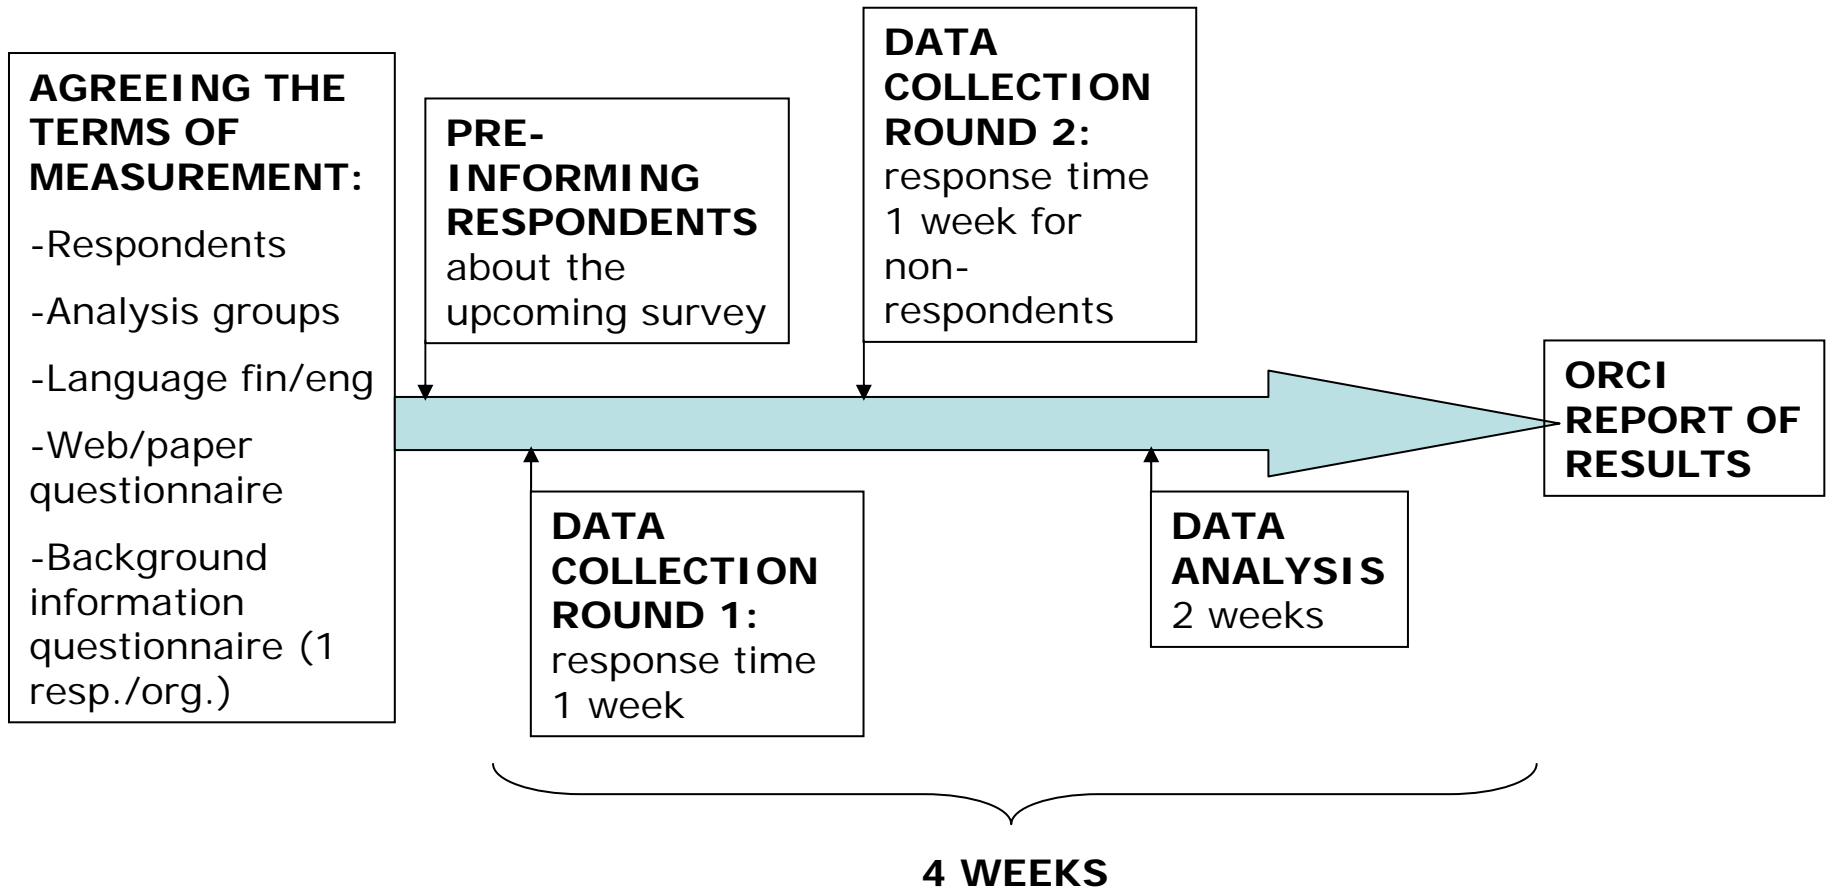 AGREEING THE
TERMS OF
MEASUREMENT:
-Respondents
-Analysis groups
-Language fin/eng
-Web/paper
questionnaire
-Background
information
questionnaire (1
resp./org.)
PRE-
INFORMING
RESPONDENTS
about the
upcoming survey
DATA
COLLECTION
ROUND 1:
response time
1 week
DATA
COLLECTION
ROUND 2:
response time
1 week for
non-
respondents
DATA
ANALYSIS
2 weeks
ORCI
REPORT OF
RESULTS
4 WEEKS